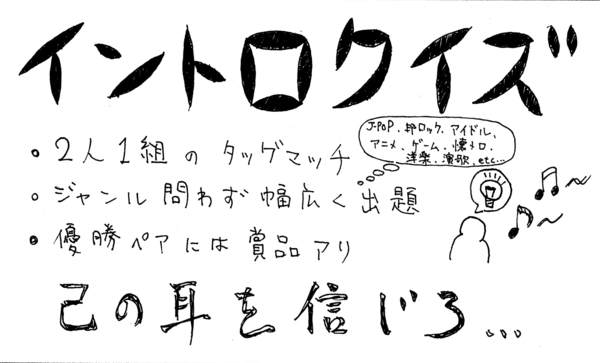 イントロクイズ
・2人1組のタッグマッチ
J-POP、邦ロック、アイドル、
アニメ、ゲーム、懐メロ、
洋楽、演歌、etc...
・ジャンル問わず幅広く出題
・優勝ペアには賞品アリ
己の耳を信じろ...